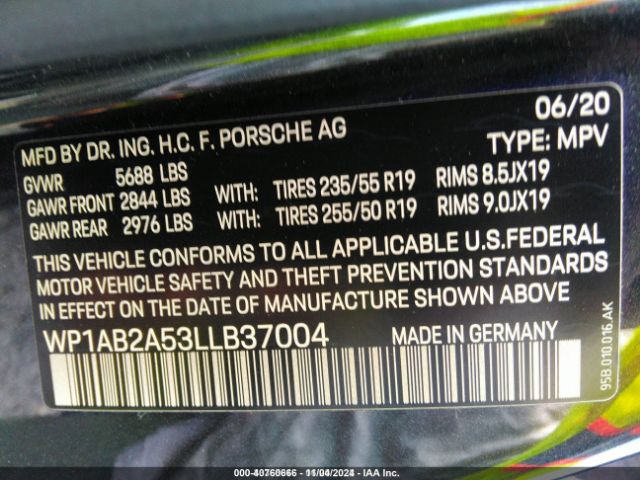 06/20
MFD BY DR. ING. H.C. F. PORSCHE AG TYPE: MPV
GVWR 5688 LBS
GAWR FRONT 2844 LBS WITH: TIRES 235/55 R19 RIMS 8.5JX19
GAWR REAR 2976 LBS WITH: TIRES 255/50 R19 RIMS 9.0JX19
THIS VEHICLE CONFORMS TO ALL APPLICABLE U.S.FEDERAL
MOTOR VEHICLE SAFETY AND THEFT PREVENTION STANDARDS
IN EFFECT ON THE DATE OF MANUFACTURE SHOWN ABOVE
WP1AB2A53LLB37004 MADE IN GERMANY
95B.010.016.AK
IAA Inc.